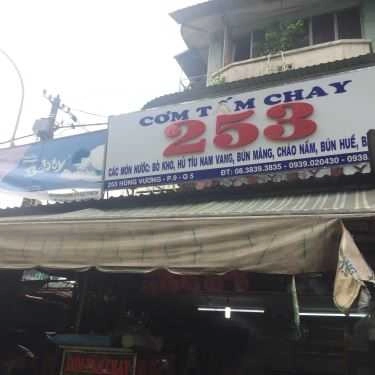 CƠM TẤM CHAY
253
CÁC MÓN NƯỚC: BÒ KHO, HỦ TÍU NAM VANG, BÚN MĂNG, CHÁO NẤM, BÚN HUẾ, B
253 HÙNG VƯƠNG - P.9 - Q 5
ĐT: 08.3839.3835 - 0939.020430 - 0938.